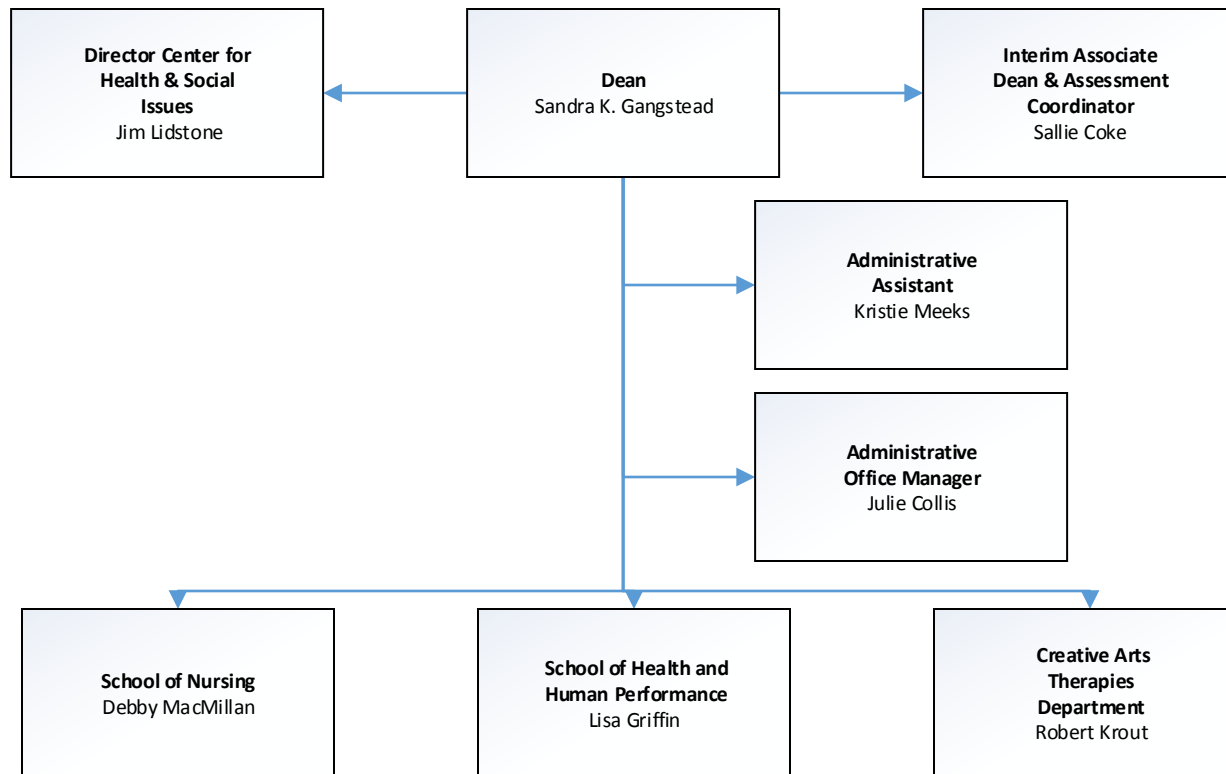 Director Center for
Health & Social
Issues
Jim Lidstone
Dean
Sandra K. Gangstead
Interim Associate
Dean & Assessment
Coordinator
Sallie Coke
Administrative
Assistant
Kristie Meeks
Administrative
Office Manager
Julie Collis
School of Nursing
Debby MacMillan
School of Health and
Human Performance
Lisa Griffin
Creative Arts
Therapies
Department
Robert Krout